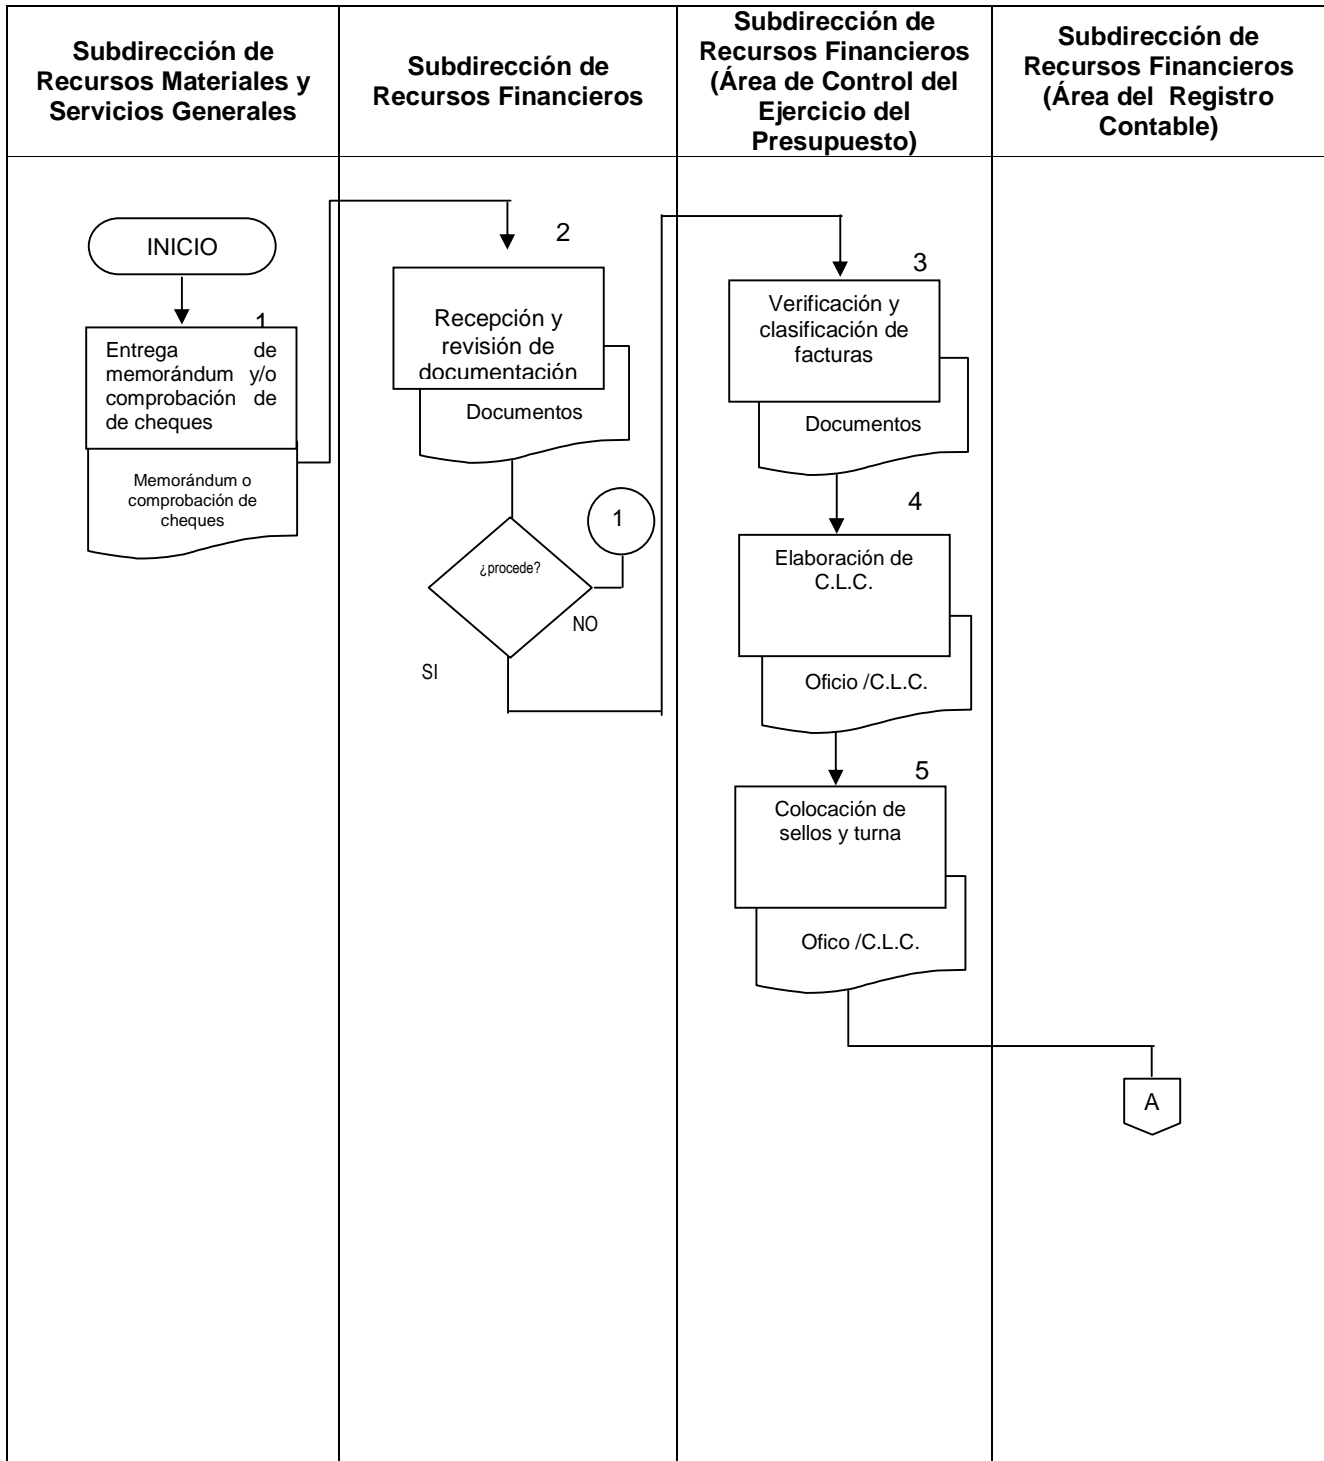 Subdirección de
Recursos Materiales y
Servicios Generales
Subdirección de
Recursos Financieros
Subdirección de
Recursos Financieros
(Área de Control del
Ejercicio del
Presupuesto)
Subdirección de
Recursos Financieros
(Área del Registro
Contable)
INICIO
1
Entrega de
memorándum y/o
comprobación de
de cheques
Memorándum o
comprobación de
cheques
2
Recepción y
revisión de
documentación
Documentos
¿procede?
1
NO
SI
3
Verificación y
clasificación de
facturas
Documentos
4
Elaboración de
C.L.C.
Oficio /C.L.C.
5
Colocación de
sellos y turna
Ofico /C.L.C.
A